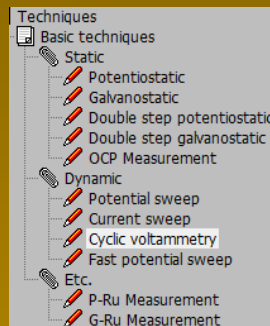 Techniques
Basic techniques
Static
Potentiostatic
Galvanostatic
Double step potentiostatic
Double step galvanostatic
OCP Measurement
Dynamic
Potential sweep
Current sweep
Cyclic voltammetry
Fast potential sweep
Etc.
P-Ru Measurement
G-Ru Measurement